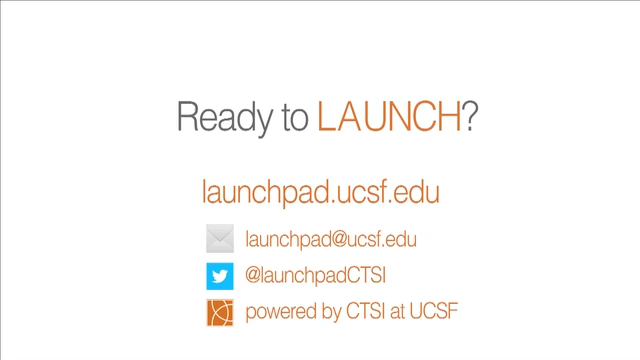 Ready to LAUNCH?
launchpad.ucsf.edu
launchpad@ucsf.edu
@launchpadCTSI
powered by CTSI at UCSF